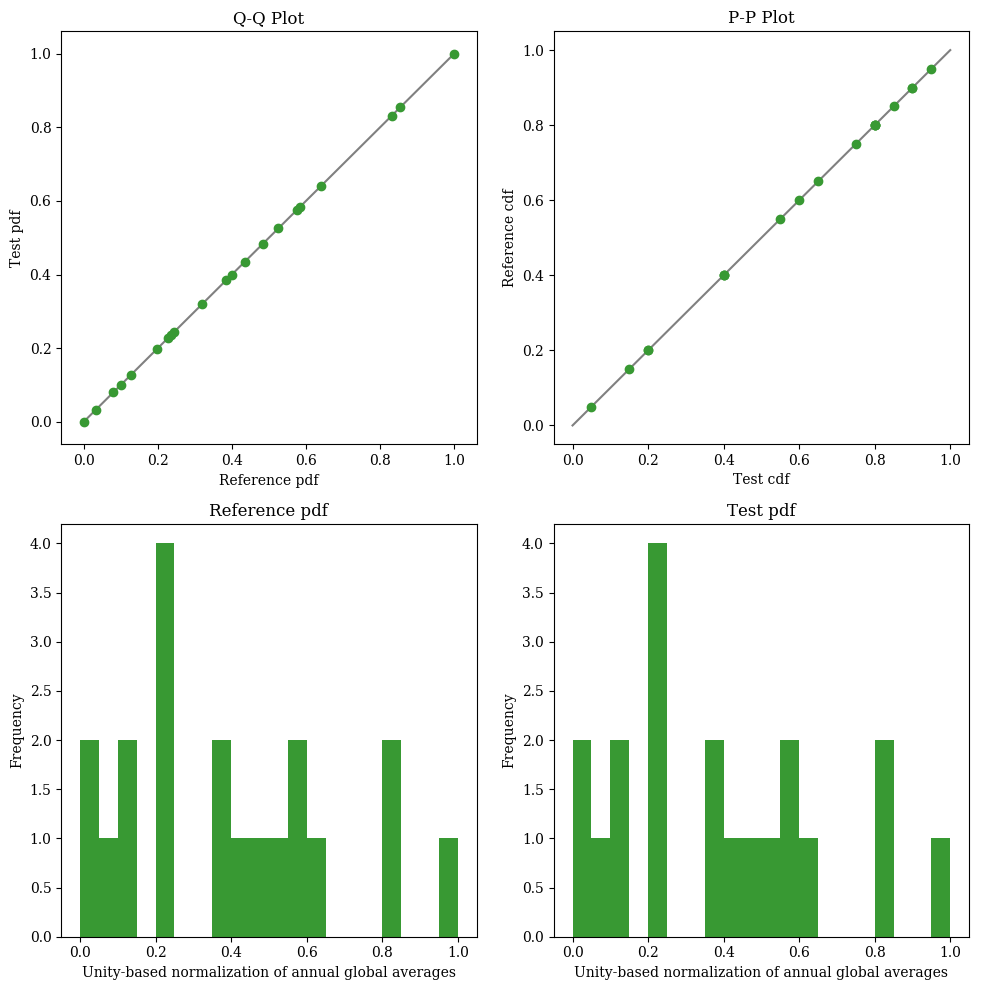 Q-Q Plot
1.0
0.8
0.6
0.4
0.2
0.0
Test pdf
0.0 0.2 0.4 0.6 0.8 1.0
Reference pdf
P-P Plot
1.0
0.8
0.6
0.4
0.2
0.0
Reference cdf
0.0 0.2 0.4 0.6 0.8 1.0
Test cdf
Reference pdf
4.0
3.5
3.0
2.5
2.0
1.5
1.0
0.5
0.0
Frequency
0.0 0.2 0.4 0.6 0.8 1.0
Unity-based normalization of annual global averages
Test pdf
4.0
3.5
3.0
2.5
2.0
1.5
1.0
0.5
0.0
Frequency
0.0 0.2 0.4 0.6 0.8 1.0
Unity-based normalization of annual global averages